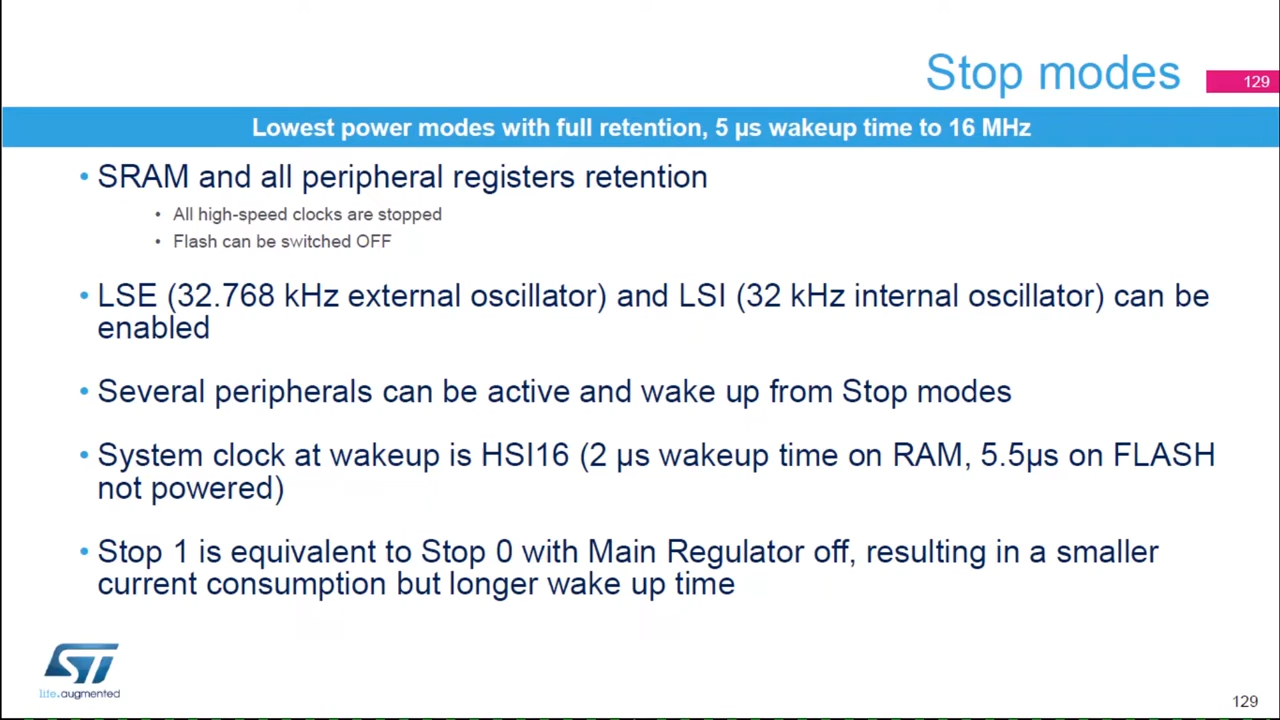 Stop modes
129
Lowest power modes with full retention, 5 µs wakeup time to 16 MHz
• SRAM and all peripheral registers retention
• All high-speed clocks are stopped
• Flash can be switched OFF
• LSE (32.768 kHz external oscillator) and LSI (32 kHz internal oscillator) can be
enabled
• Several peripherals can be active and wake up from Stop modes
• System clock at wakeup is HSI16 (2 µs wakeup time on RAM, 5.5µs on FLASH
not powered)
• Stop 1 is equivalent to Stop 0 with Main Regulator off, resulting in a smaller
current consumption but longer wake up time
ST
life.augmented
129